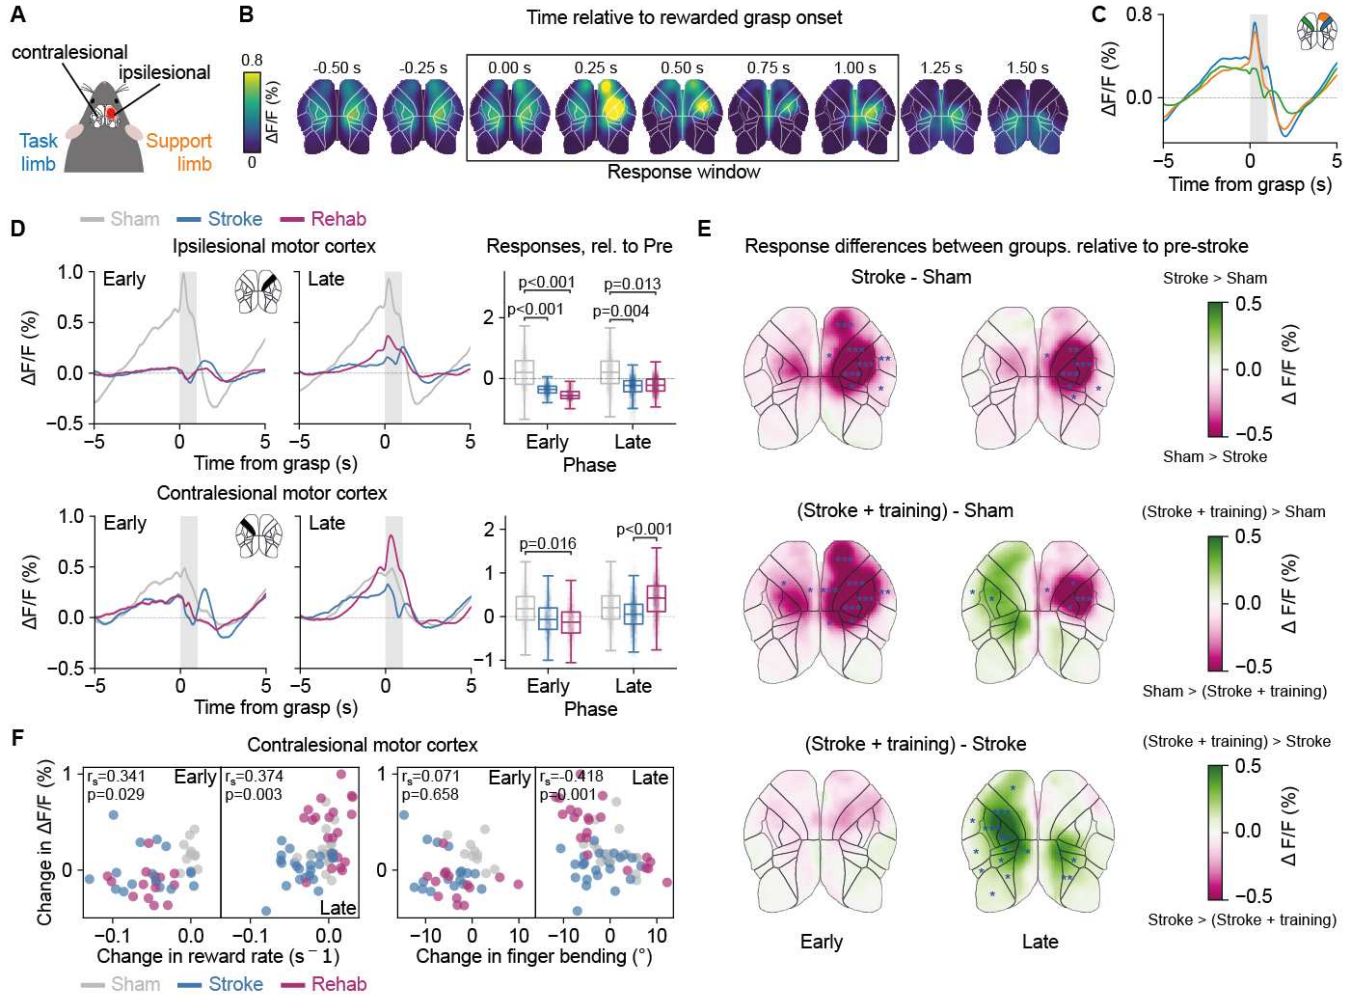 A
contralesional
ipsilesional
Task limb
Support limb
B
Time relative to rewarded grasp onset
0.8
ΔF/F (%)
0
-0.50 s -0.25 s 0.00 s 0.25 s 0.50 s 0.75 s 1.00 s 1.25 s 1.50 s
Response window
C
0.8
0.0
ΔF/F (%)
−5 0 5
Time from grasp (s)
Sham Stroke Rehab
D
Ipsilesional motor cortex
Early
Late
1.0
0.5
0.0
−0.5
ΔF/F (%)
−5 0 5 −5 0 5
Time from grasp (s)
Responses, rel. to Pre
p<0.001
p<0.001
p=0.013
p=0.004
2
0
Early Late
Phase
Contralesional motor cortex
Early
Late
1.0
0.5
0.0
−0.5
ΔF/F (%)
−5 0 5 −5 0 5
Time from grasp (s)
p=0.016
p<0.001
2
1
0
−1
Early Late
Phase
E
Response differences between groups. relative to pre-stroke
Stroke - Sham
*** * *** *** *** ** *
* *** *** *** * *
Stroke > Sham
0.5
0.0
−0.5
Δ F/F (%)
Sham > Stroke
(Stroke + training) - Sham
(Stroke + training) > Sham
0.5
0.0
−0.5
Δ F/F (%)
Sham > (Stroke + training)
(Stroke + training) - Stroke
(Stroke + training) > Stroke
0.5
0.0
−0.5
Δ F/F (%)
Stroke > (Stroke + training)
Early Late
F
Contralesional motor cortex
rs=0.341
p=0.029
Early
rs=0.374
p=0.003
Late
rs=0.071
p=0.658
Early
rs=-0.418
p=0.001
Late
1
0
Change in ΔF/F (%)
−0.1 0.0 −0.1 0.0
Change in reward rate (s − 1)
−10 0 10 −10 0 10
Change in finger bending (°)
Sham Stroke Rehab